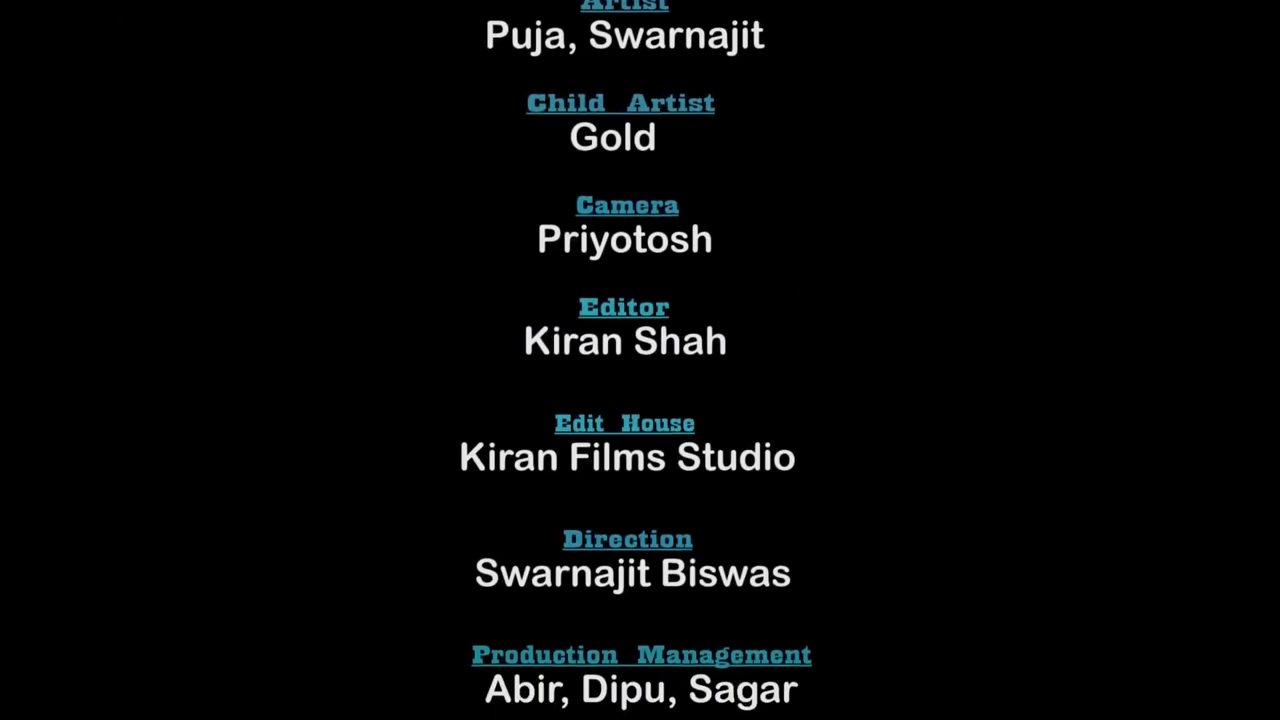 Artist
Puja, Swarnajit
Child Artist
Gold
Camera
Priyotosh
Editor
Kiran Shah
Edit House
Kiran Films Studio
Direction
Swarnajit Biswas
Production Management
Abir, Dipu, Sagar